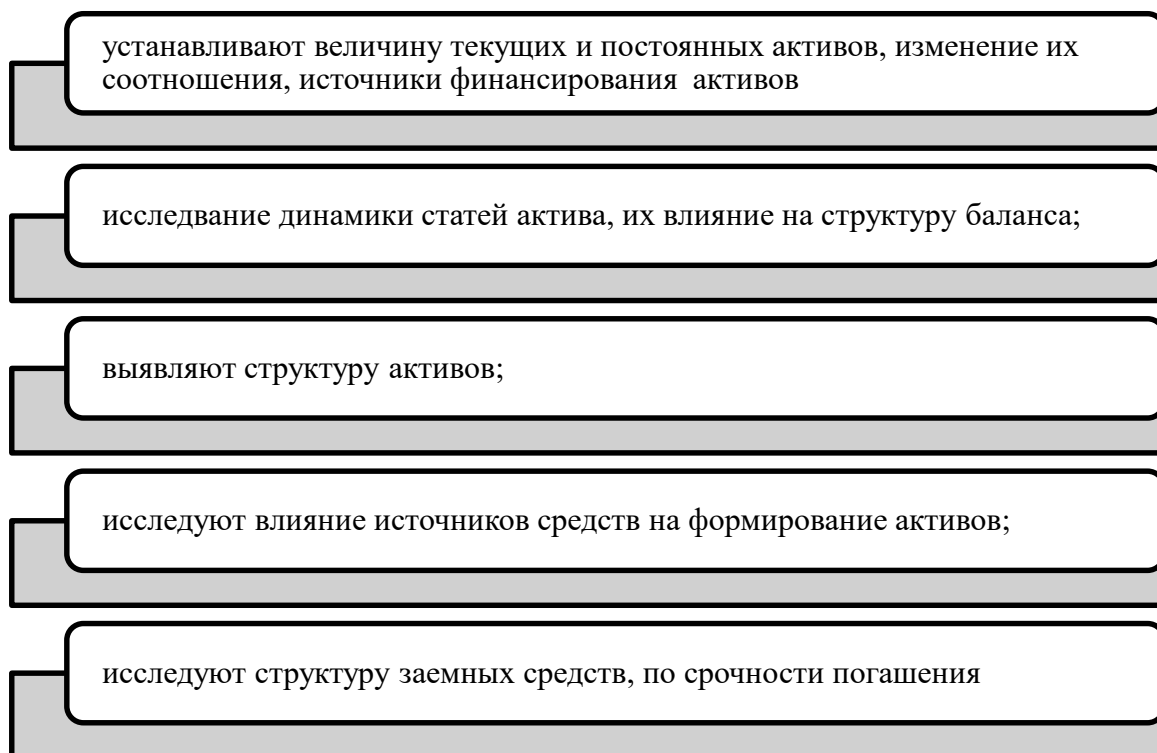 устанавливают величину текущих и постоянных активов, изменение их
соотношения, источники финансирования  активов
исследвание динамики статей актива, их влияние на структуру баланса;
выявляют структуру активов;
исследуют влияние источников средств на формирование активов;
исследуют структуру заемных средств, по срочности погашения